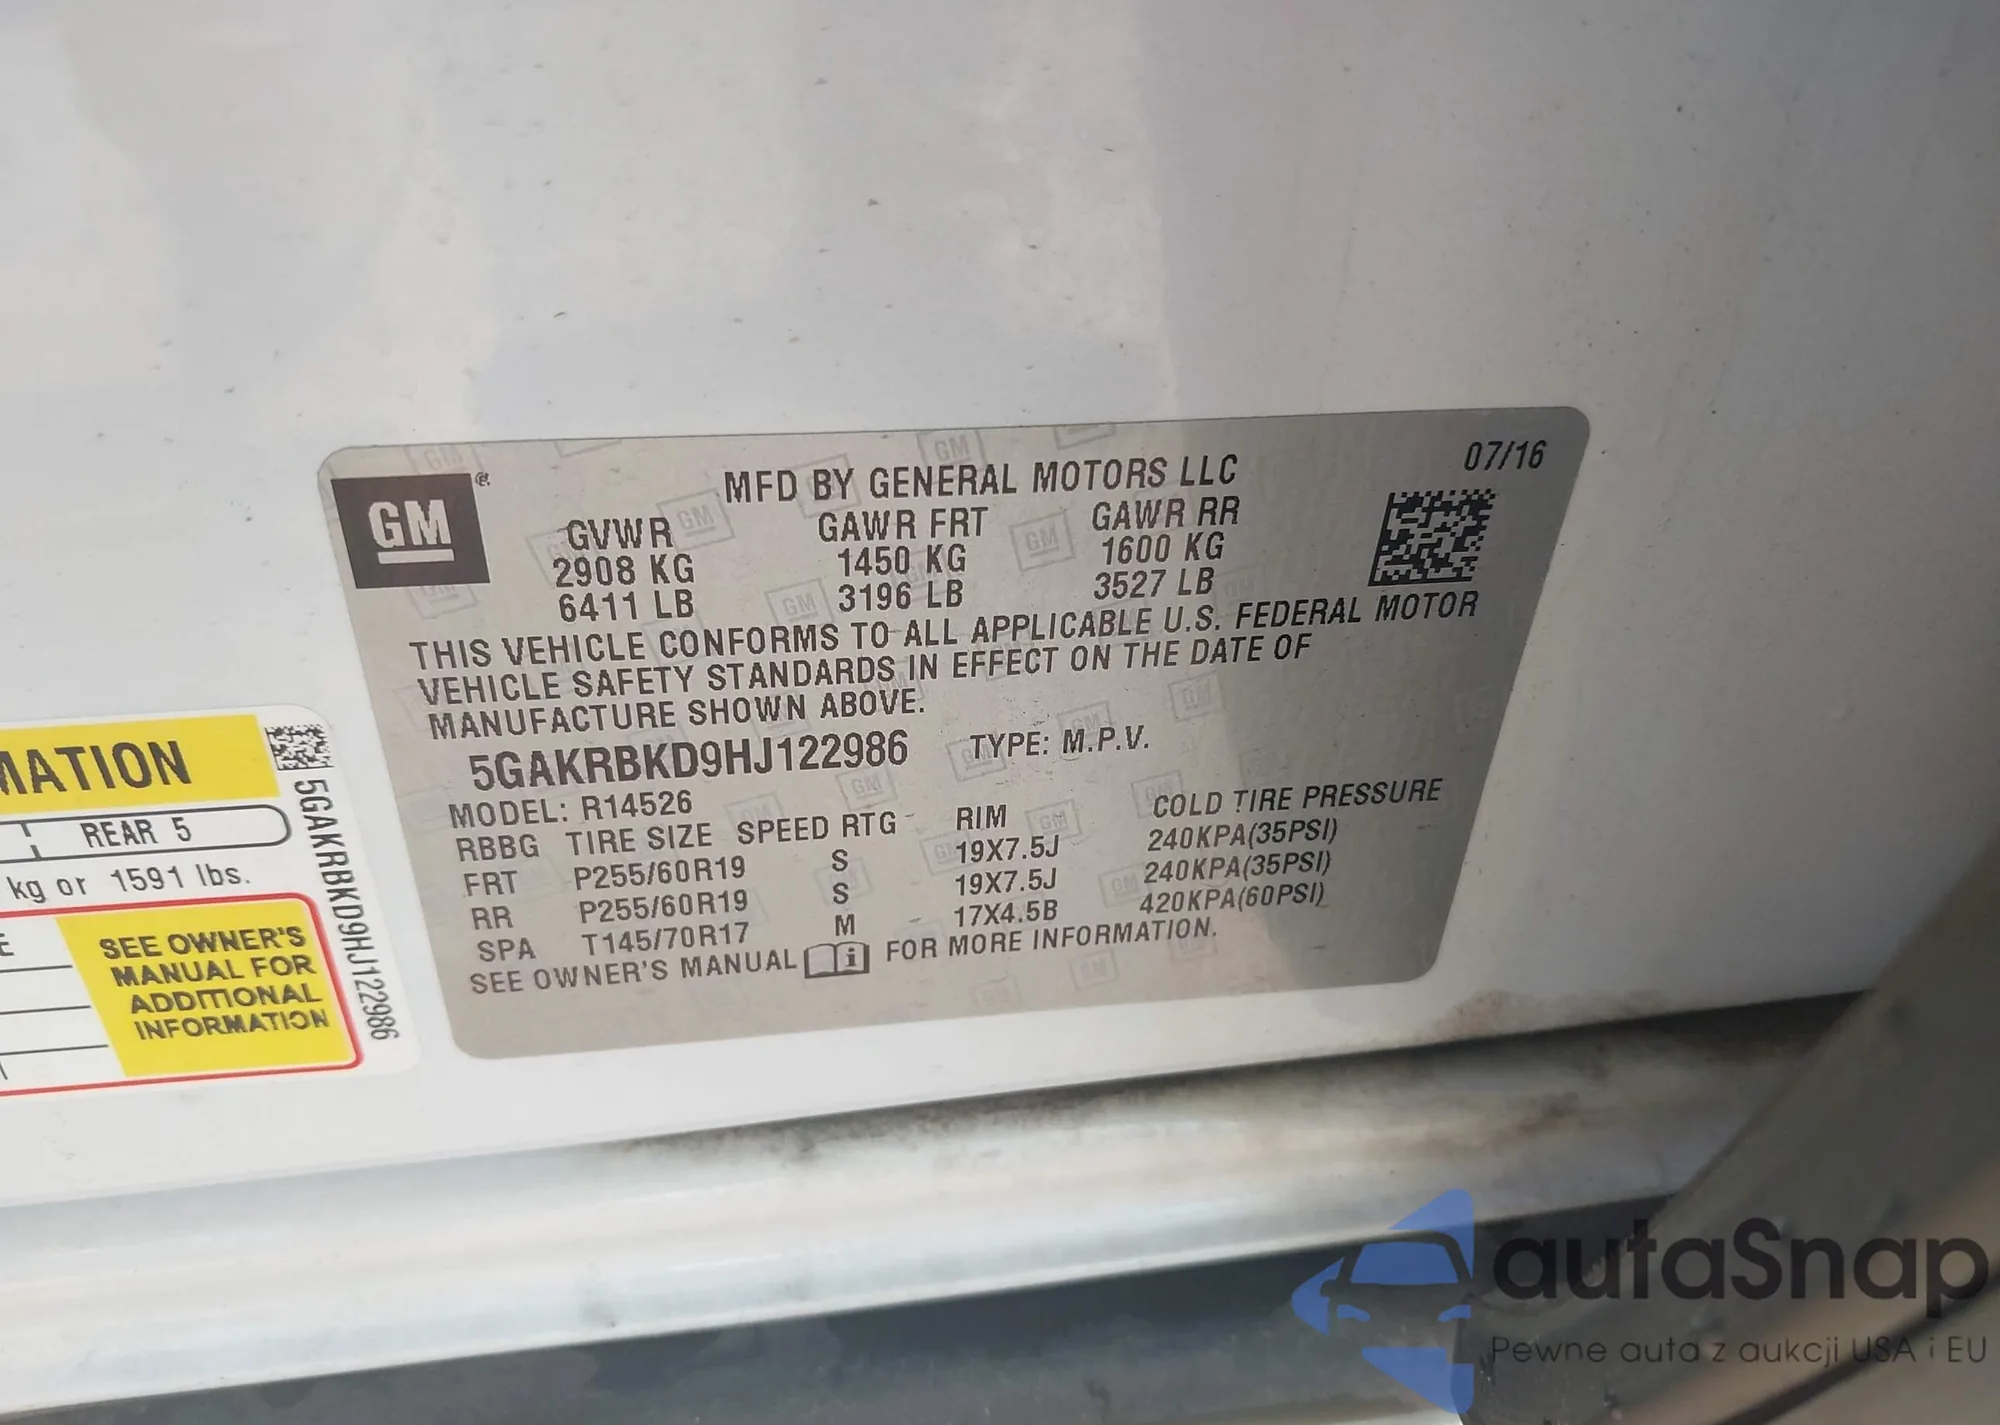 07/16
GM
MFD BY GENERAL MOTORS LLC
GVWR GAWR FRT GAWR RR
2908 KG 1450 KG 1600 KG
6411 LB 3196 LB 3527 LB
THIS VEHICLE CONFORMS TO ALL APPLICABLE U.S. FEDERAL MOTOR
VEHICLE SAFETY STANDARDS IN EFFECT ON THE DATE OF
MANUFACTURE SHOWN ABOVE.
5GAKRBKD9HJ122986 TYPE: M.P.V.
MODEL: R14526
RBBG TIRE SIZE SPEED RTG RIM COLD TIRE PRESSURE
FRT P255/60R19 S 19X7.5J 240KPA(35PSI)
RR P255/60R19 S 19X7.5J 240KPA(35PSI)
SPA T145/70R17 M 17X4.5B 420KPA(60PSI)
SEE OWNER'S MANUAL i FOR MORE INFORMATION.
MATION
REAR 5
kg or 1591 lbs.
SEE OWNER'S
MANUAL FOR
ADDITIONAL
INFORMATION
5GAKRBKD9HJ122986
autaSnap
Pewne auta z aukcji USA i EU